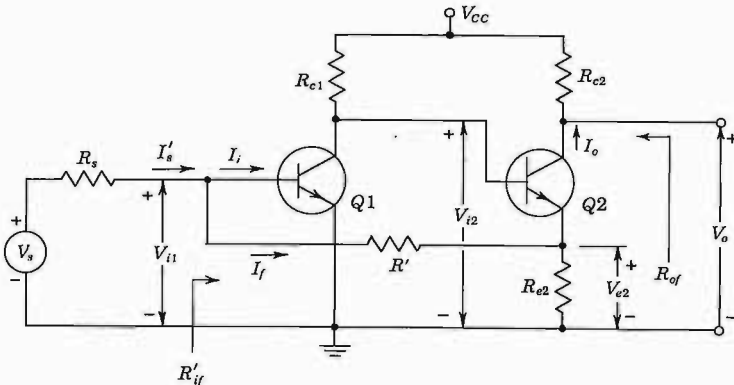 V_CC
R_c1
R_c2
+
I_o
+
R_s
I'_s
I_i
+
+
V_s
-
V_i1
-
Q1
V_i2
-
Q2
I_f
R'
R_e2
+
V_e2
-
R_of
V_o
-
R'_if